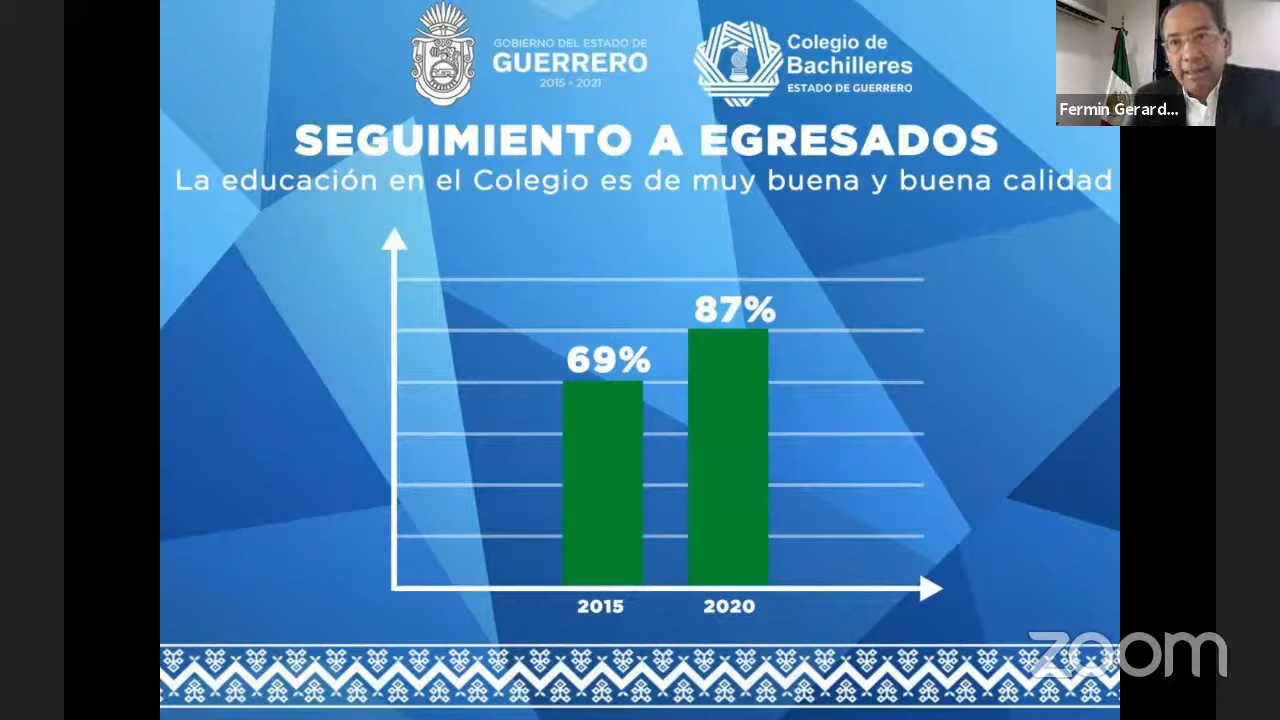 GOBIERNO DEL ESTADO DE
GUERRERO
2015 - 2021
Colegio de
Bachilleres
ESTADO DE GUERRERO
Fermin Gerard...
SEGUIMIENTO A EGRESADOS
La educación en el Colegio es de muy buena y buena calidad
87%
69%
2015
2020
zoom